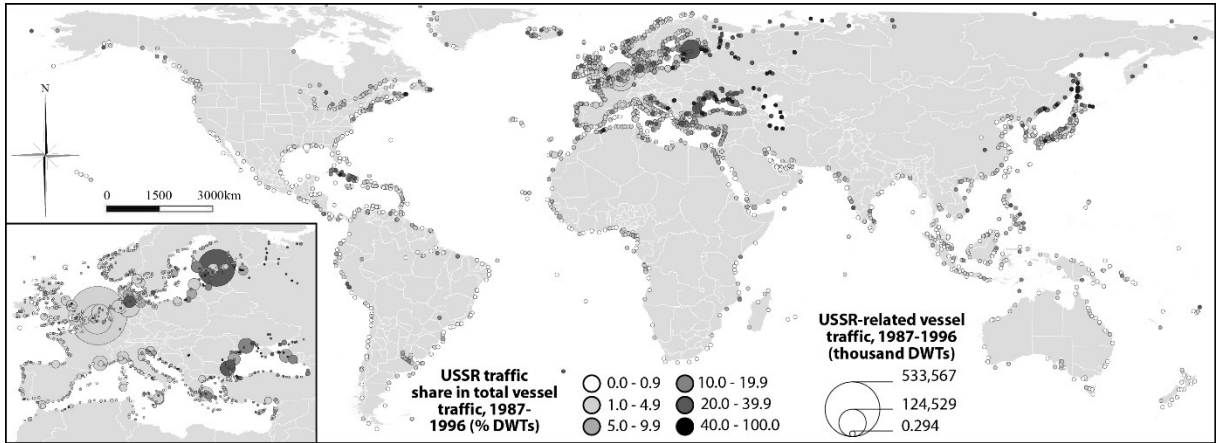 N
0 1500 3000km
USSR traffic
share in total vessel
traffic, 1987-
1996 (% DWTs)
0.0 - 0.9
1.0 - 4.9
5.0 - 9.9
10.0 - 19.9
20.0 - 39.9
40.0 - 100.0
USSR-related vessel
traffic, 1987-1996
(thousand DWTs)
533,567
124,529
0.294